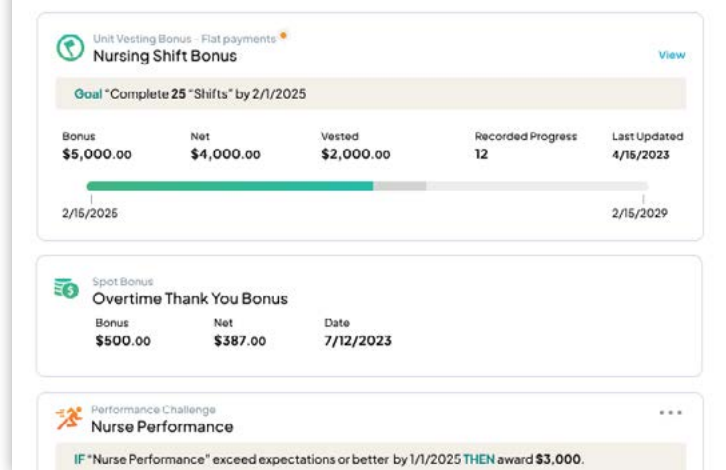 Unit Vesting Bonus - Flat payments
Nursing Shift Bonus
View
Goal "Complete 25 "Shifts" by 2/1/2025
Bonus Net Vested Recorded Progress Last Updated
$5,000.00 $4,000.00 $2,000.00 12 4/15/2023
2/15/2025 2/15/2029
Spot Bonus
Overtime Thank You Bonus
Bonus Net Date
$500.00 $387.00 7/12/2023
Performance Challenge
Nurse Performance
IF "Nurse Performance" exceed expectations or better by 1/1/2025 THEN award $3,000.